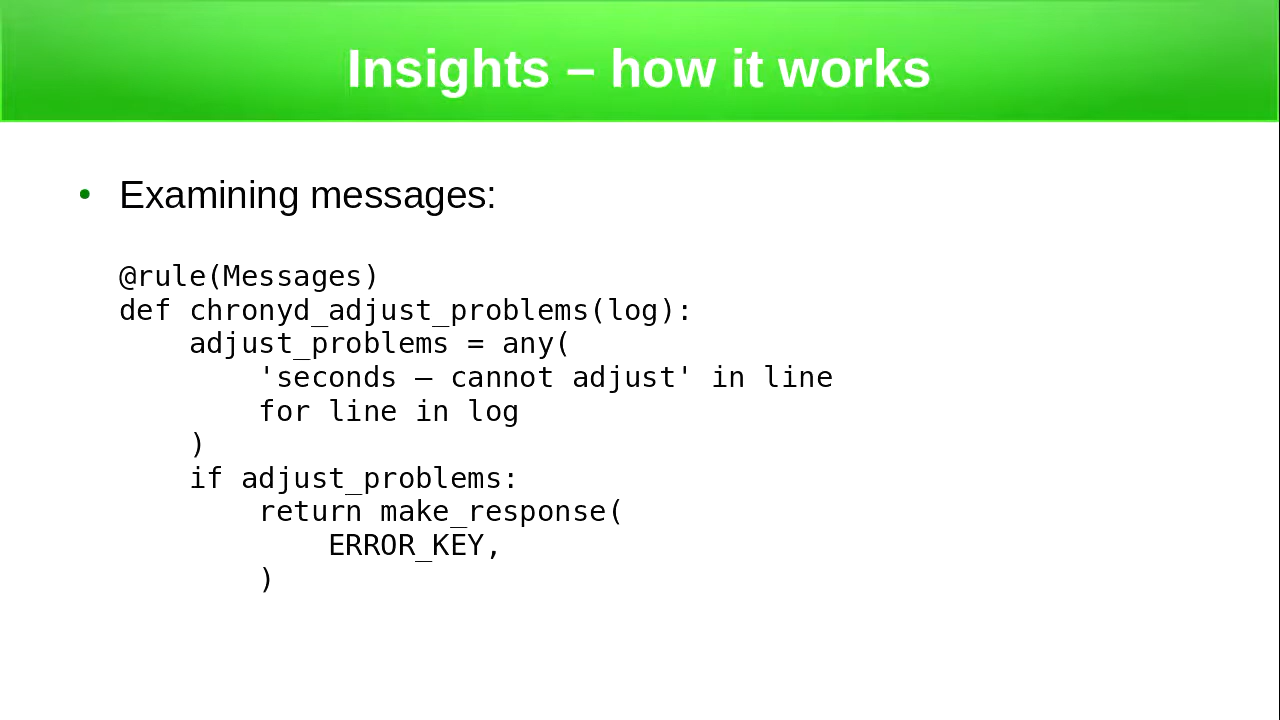 Insights – how it works
• Examining messages:
@rule(Messages)
def chronyd_adjust_problems(log):
    adjust_problems = any(
        'seconds – cannot adjust' in line
        for line in log
    )
    if adjust_problems:
        return make_response(
            ERROR_KEY,
        )